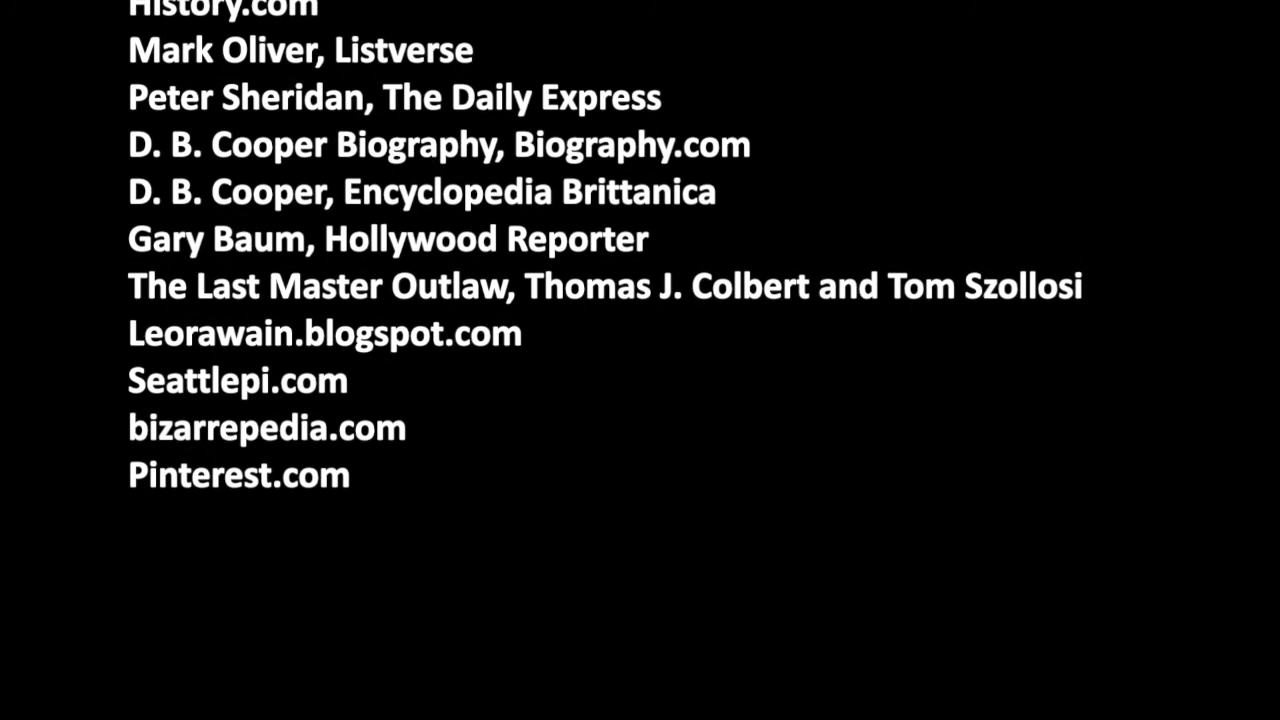 History.com
Mark Oliver, Listverse
Peter Sheridan, The Daily Express
D. B. Cooper Biography, Biography.com
D. B. Cooper, Encyclopedia Brittanica
Gary Baum, Hollywood Reporter
The Last Master Outlaw, Thomas J. Colbert and Tom Szollosi
Leorawain.blogspot.com
Seattlepi.com
bizarrepedia.com
Pinterest.com